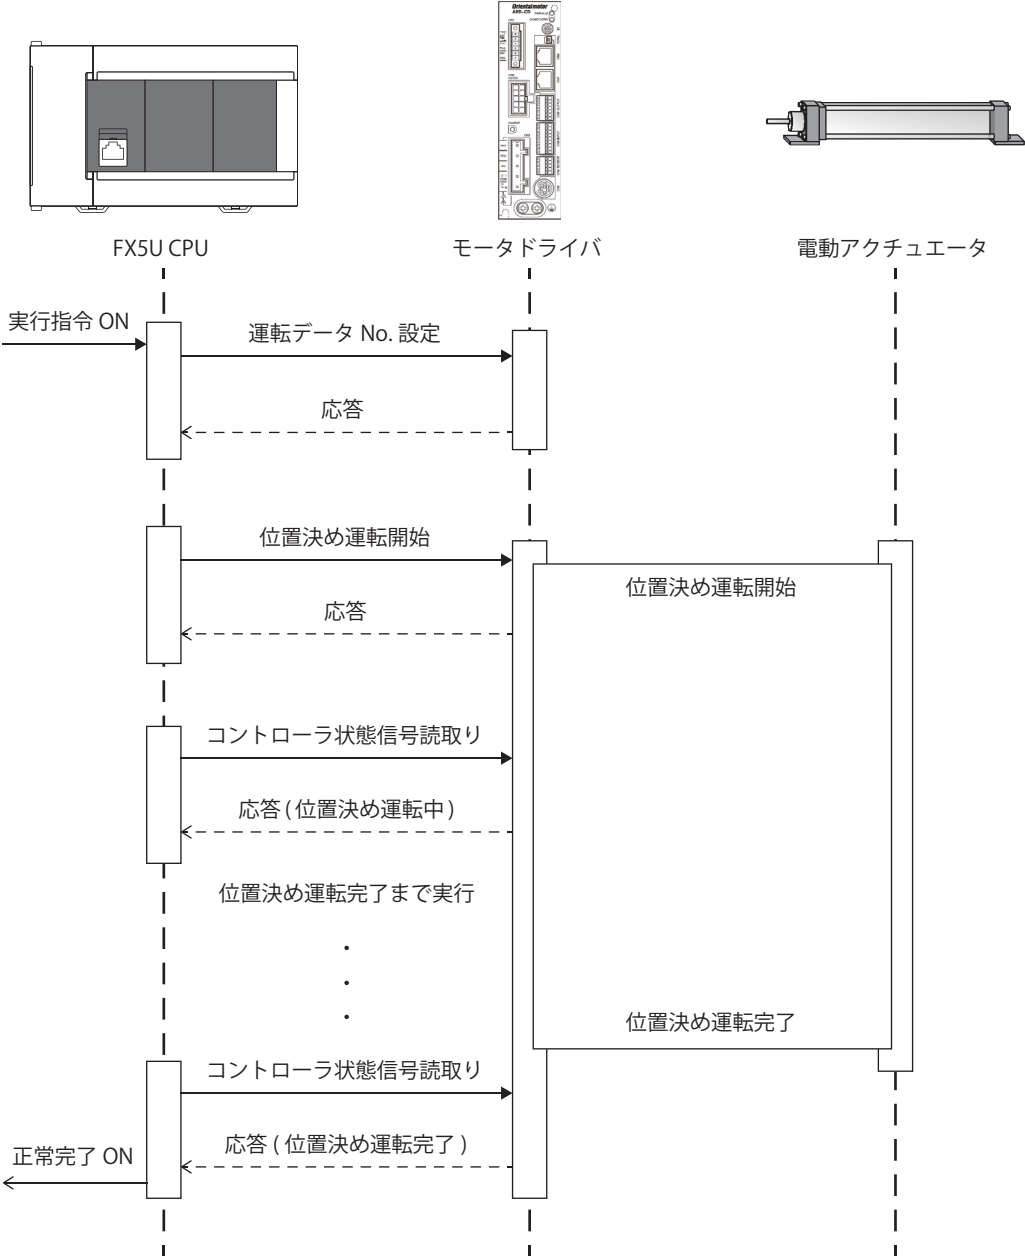 Orientalmotor
FX5U CPU
モータドライバ
電動アクチュエータ
実行指令 ON
運転データ No. 設定
応答
位置決め運転開始
位置決め運転開始
応答
コントローラ状態信号読取り
応答 ( 位置決め運転中 )
位置決め運転完了まで実行
・
・
・
位置決め運転完了
コントローラ状態信号読取り
応答 ( 位置決め運転完了 )
正常完了 ON